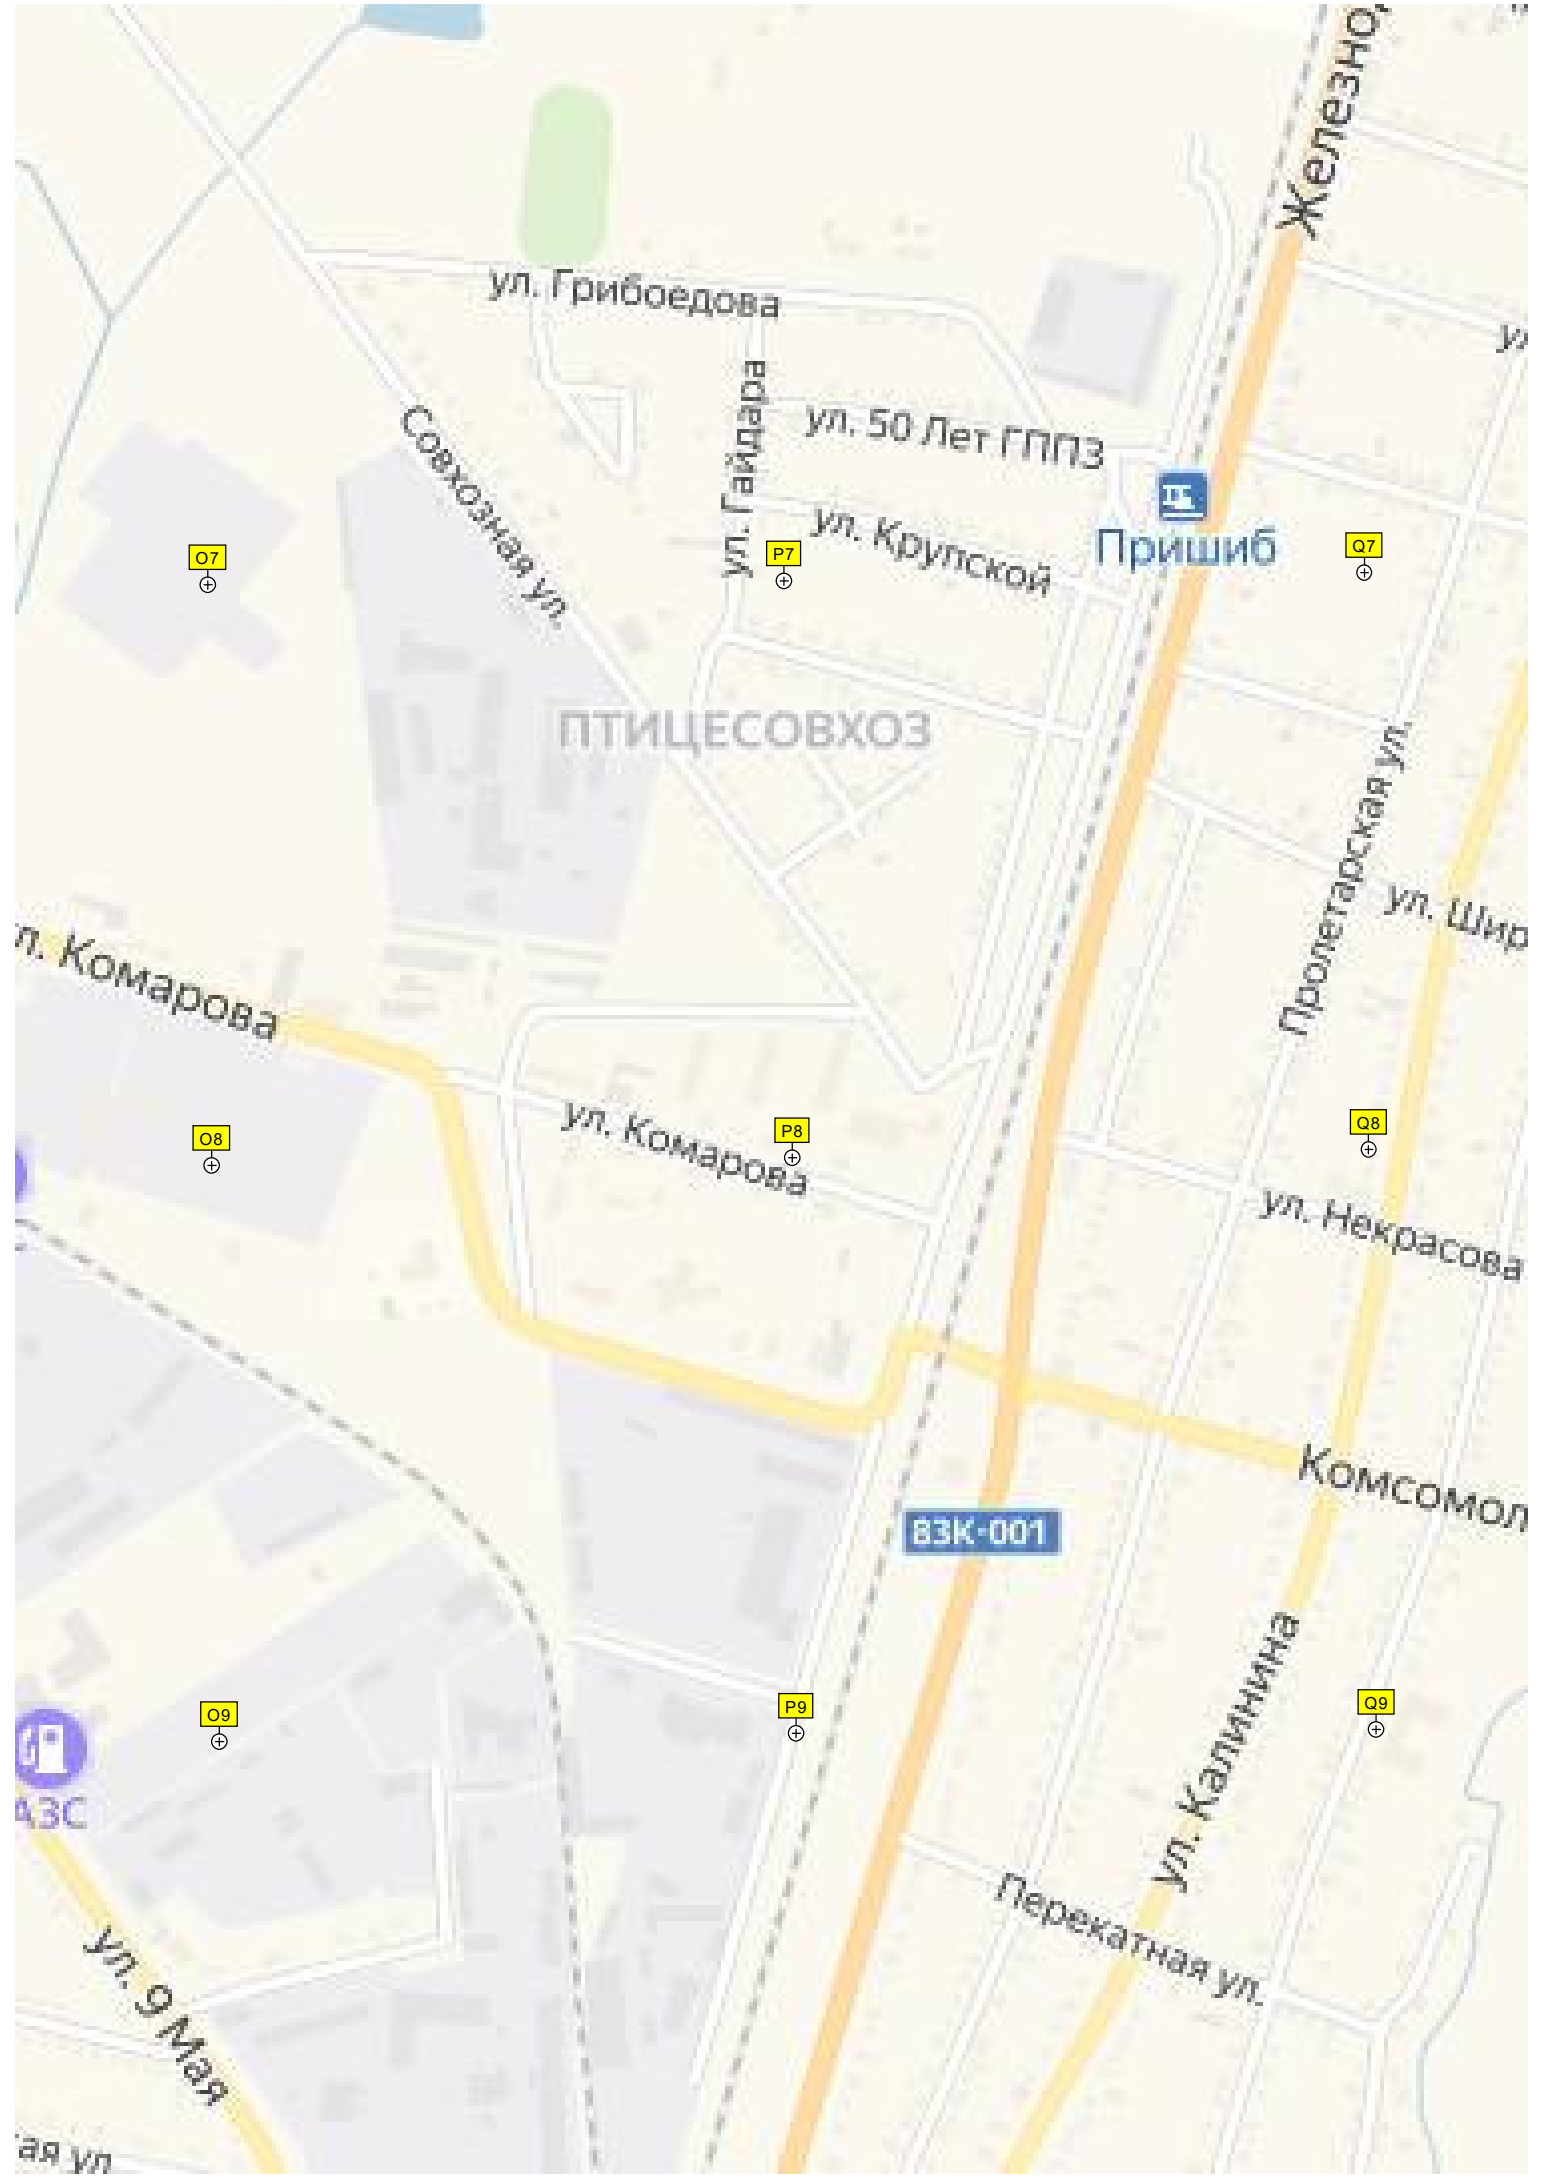 ул. Грибоедова
ул. Гайдара
ул. 50 Лет ГППЗ
Совхозная ул.
ул. Крупской
Пришиб
O7
P7
Q7
ПТИЦЕСОВХОЗ
Пролетарская ул.
ул. Комарова
O8
ул. Комарова
P8
Q8
ул. Некрасова
83К-001
ул. Калинина
O9
P9
Q9
АЗС
Перекатная ул.
ул. 9 Мая